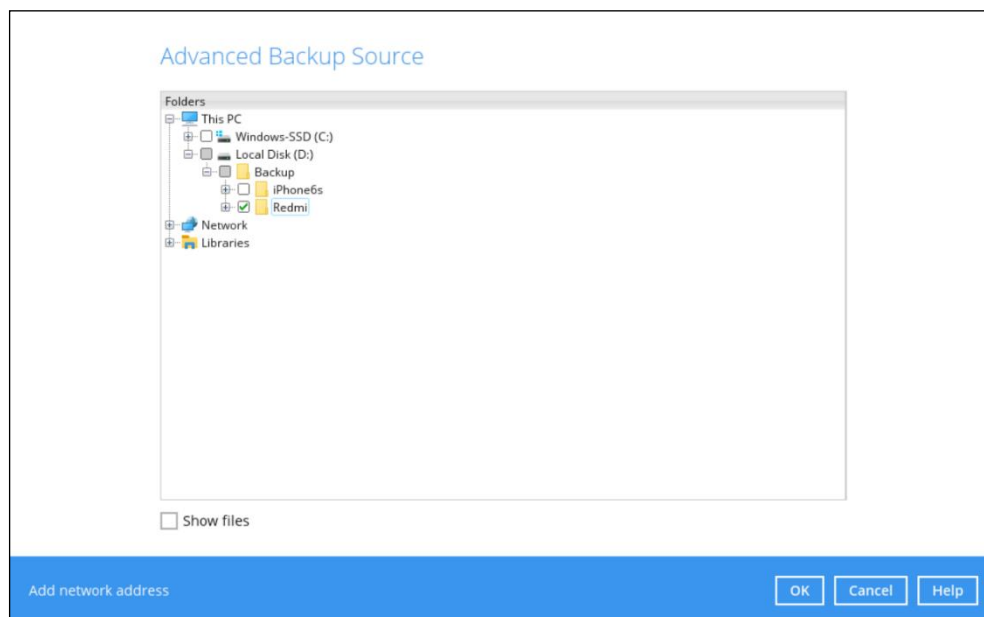 Advanced Backup Source
Folders
This PC
Windows-SSD (C:)
Local Disk (D:)
Backup
iPhone6s
Redmi
Network
Libraries
Show files
Add network address
OK Cancel Help